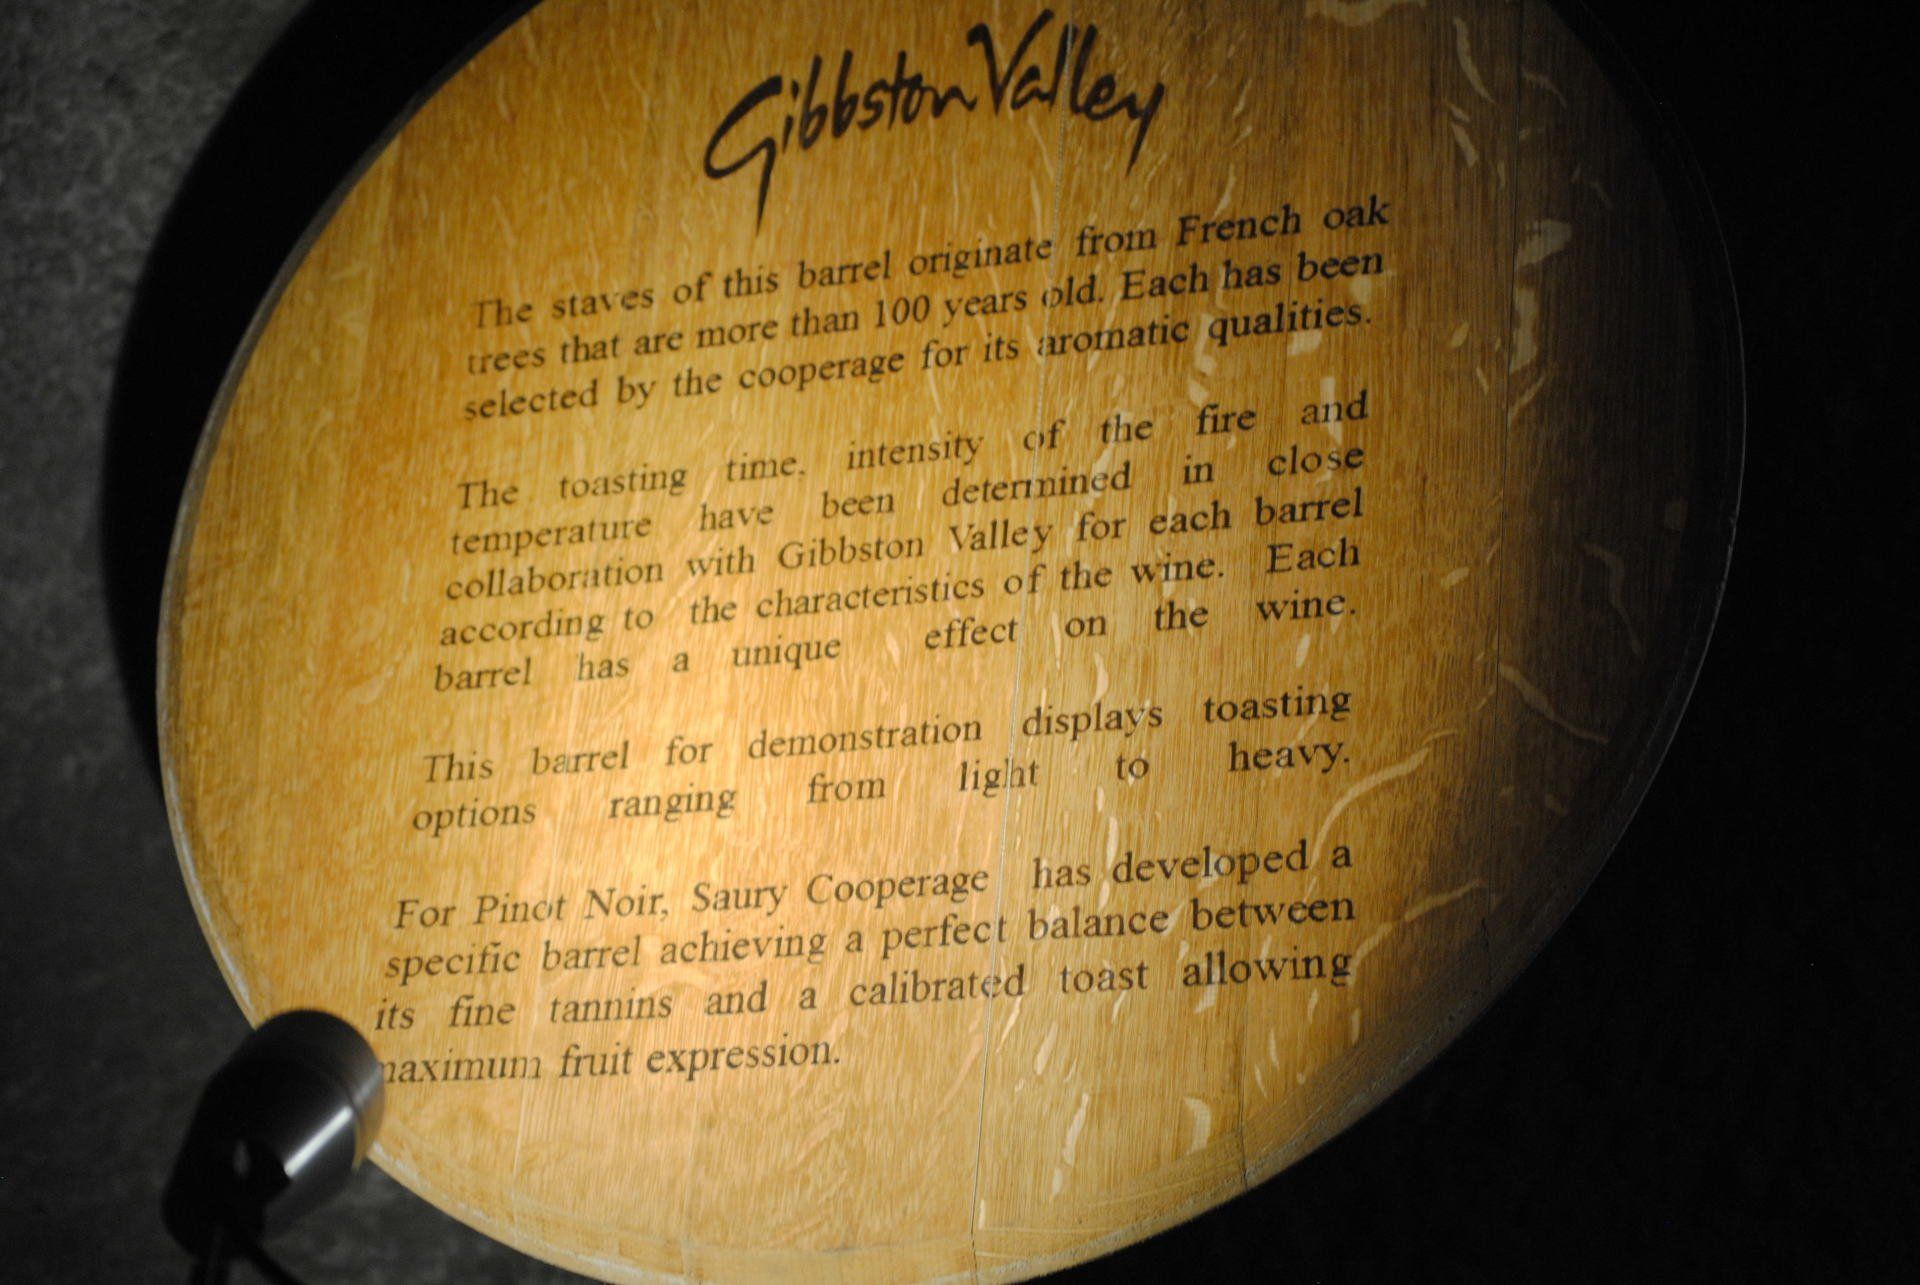 Gibbston Valley
The staves of this barrel originate from French oak
trees that are more than 100 years old. Each has been
selected by the cooperage for its aromatic qualities.
The toasting time, intensity of the fire and
temperature have been determined in close
collaboration with Gibbston Valley for each barrel
according to the characteristics of the wine. Each
barrel has a unique effect on the wine.
This barrel for demonstration displays toasting
options ranging from light to heavy.
For Pinot Noir, Saury Cooperage has developed a
specific barrel achieving a perfect balance between
its fine tannins and a calibrated toast allowing
maximum fruit expression.